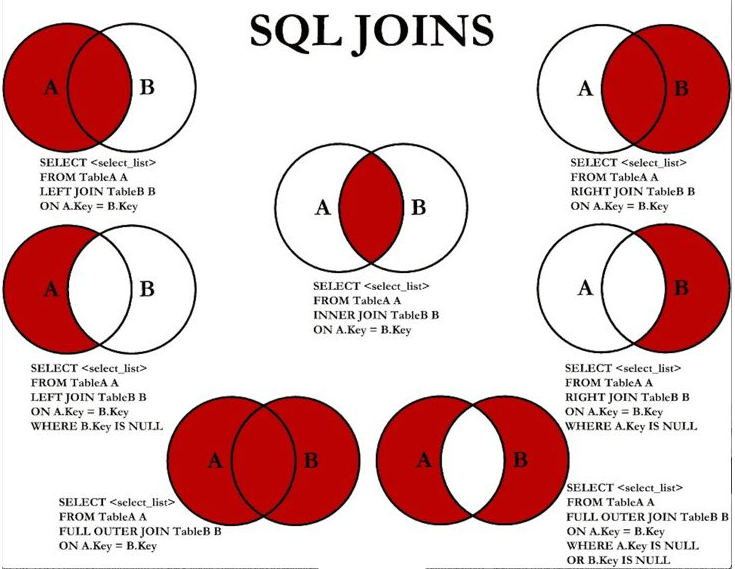 SQL JOINS
A B
SELECT <select_list>
FROM TableA A
LEFT JOIN TableB B
ON A.Key = B.Key
A B
SELECT <select_list>
FROM TableA A
RIGHT JOIN TableB B
ON A.Key = B.Key
A B
SELECT <select_list>
FROM TableA A
INNER JOIN TableB B
ON A.Key = B.Key
A B
SELECT <select_list>
FROM TableA A
LEFT JOIN TableB B
ON A.Key = B.Key
WHERE B.Key IS NULL
A B
SELECT <select_list>
FROM TableA A
RIGHT JOIN TableB B
ON A.Key = B.Key
WHERE A.Key IS NULL
A B
SELECT <select_list>
FROM TableA A
FULL OUTER JOIN TableB B
ON A.Key = B.Key
A B
SELECT <select_list>
FROM TableA A
FULL OUTER JOIN TableB B
ON A.Key = B.Key
WHERE A.Key IS NULL
OR B.Key IS NULL